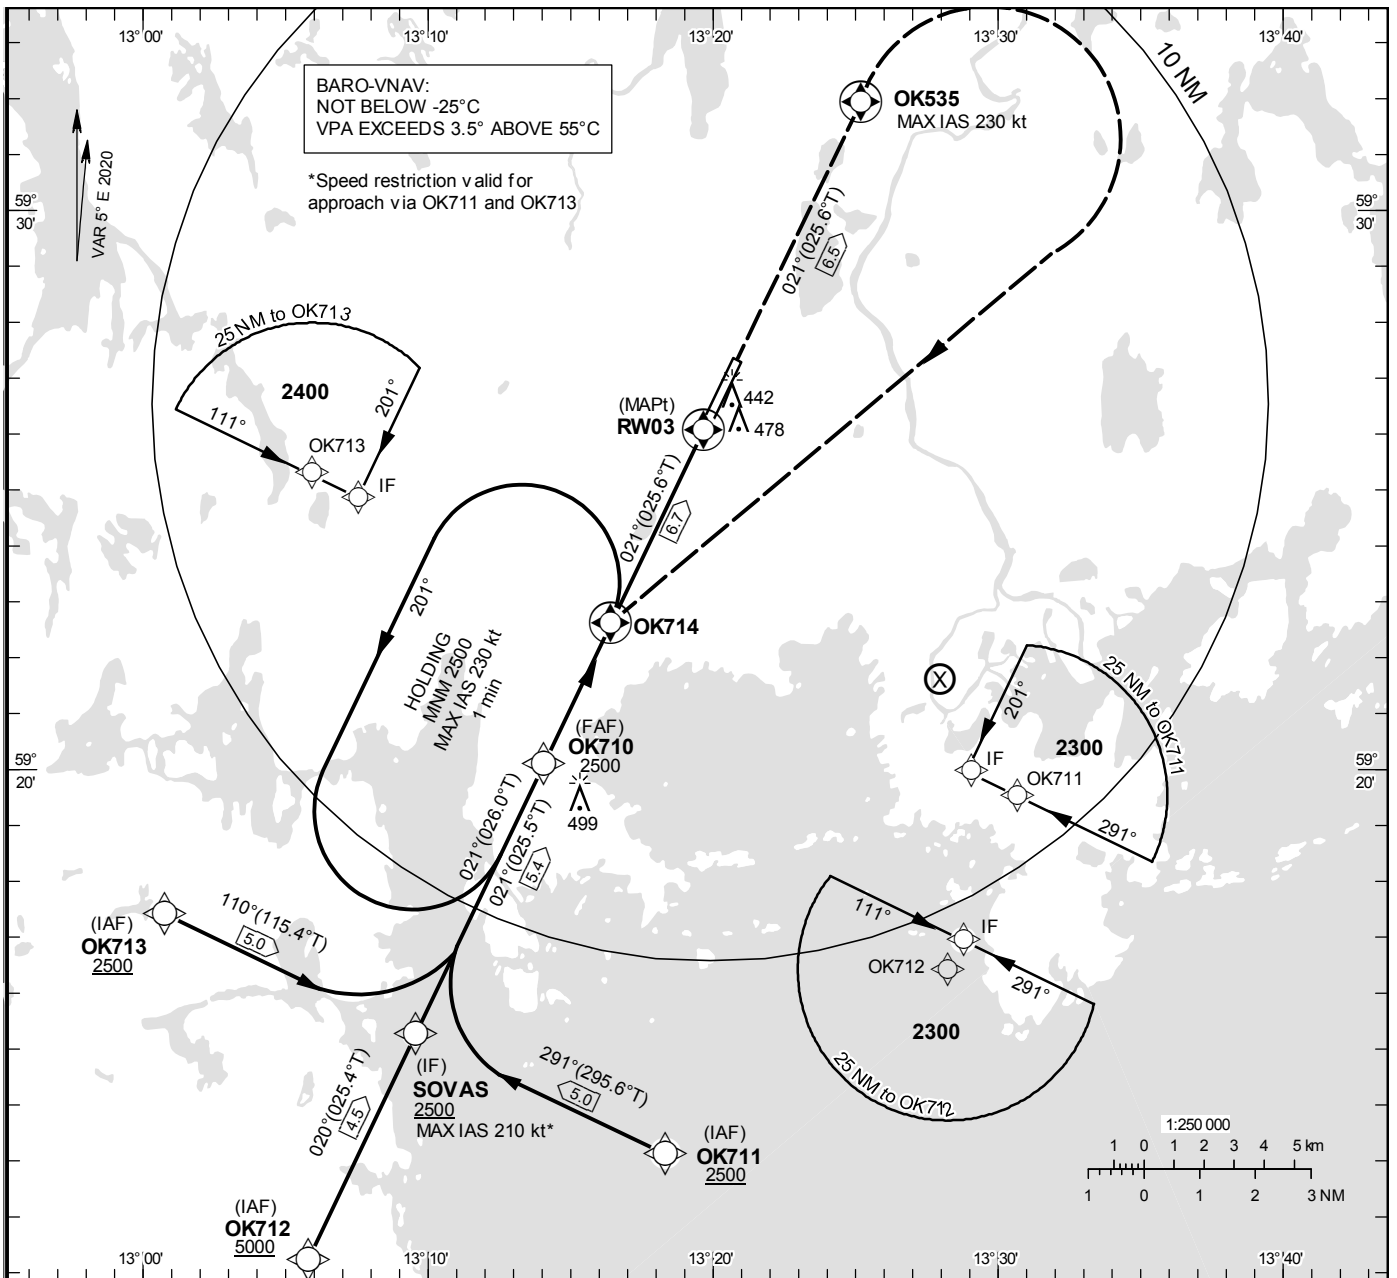 13°00'
13°10'
13°20'
13°30'
13°40'
10 NM
BARO-VNAV:
NOT BELOW -25°C
VPA EXCEEDS 3.5° ABOVE 55°C
*Speed restriction valid for
approach via OK711 and OK713
VAR 5° E 2020
OK535
MAX IAS 230 kt
59°
30'
59°
30'
021°(025.6°T)
6.5
25 NM to OK713
2400
111°
201°
OK713
IF
(MAPt)
RW03
442
478
021°(025.6°T)
6.7
201°
HOLDING
MNM 2500
MAX IAS 230 kt
1 min
OK714
X
25 NM to OK711
201°
2300
IF
OK711
291°
(FAF)
OK710
2500
499
59°
20'
59°
20'
021°(026.0°T)
021°(025.5°T)
5.4
110°(115.4°T)
5.0
(IAF)
OK713
2500
111°
IF
OK712
291°
2300
25 NM to OK712
(IF)
SOVAS
2500
MAX IAS 210 kt*
291°(295.6°T)
5.0
(IAF)
OK711
2500
020°(025.4°T)
4.5
(IAF)
OK712
5000
1:250 000
1 0 1 2 3 4 5 km
1 0 1 2 3 NM
13°00'
13°10'
13°20'
13°30'
13°40'